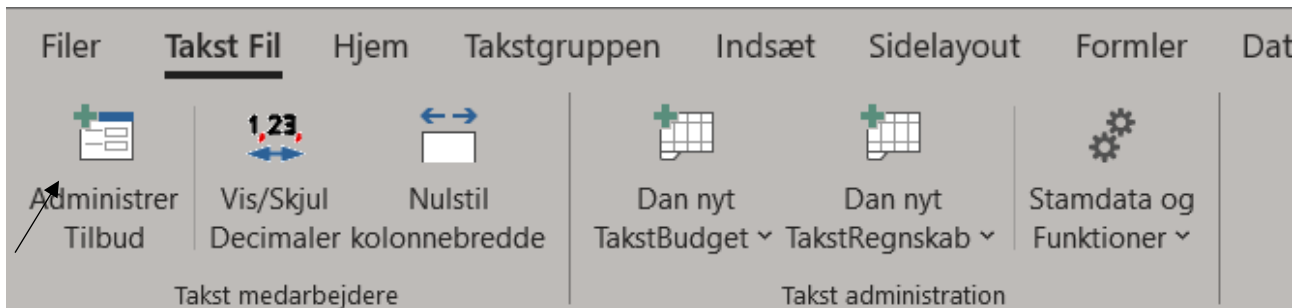 Filer Takst Fil Hjem Takstgruppen Indsæt Sidelayout Formler Dat
1,23,
Administrer Vis/Skjul Nulstil Dan nyt Dan nyt Stamdata og
Tilbud Decimaler kolonnebredde TakstBudget TakstRegnskab Funktioner
Takst medarbejdere Takst administration